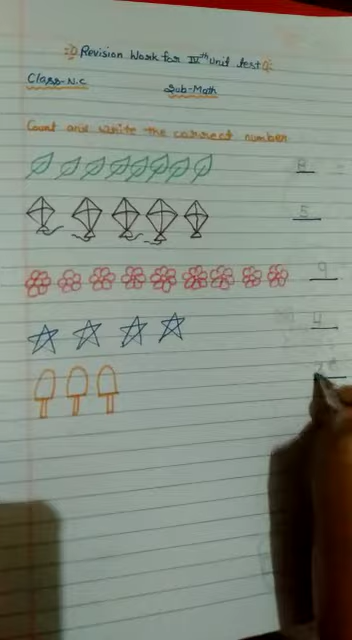 Revision Work for IVth Unit test
Class-N.C
Sub-Math
Count and write the correct number
8
5
9
4